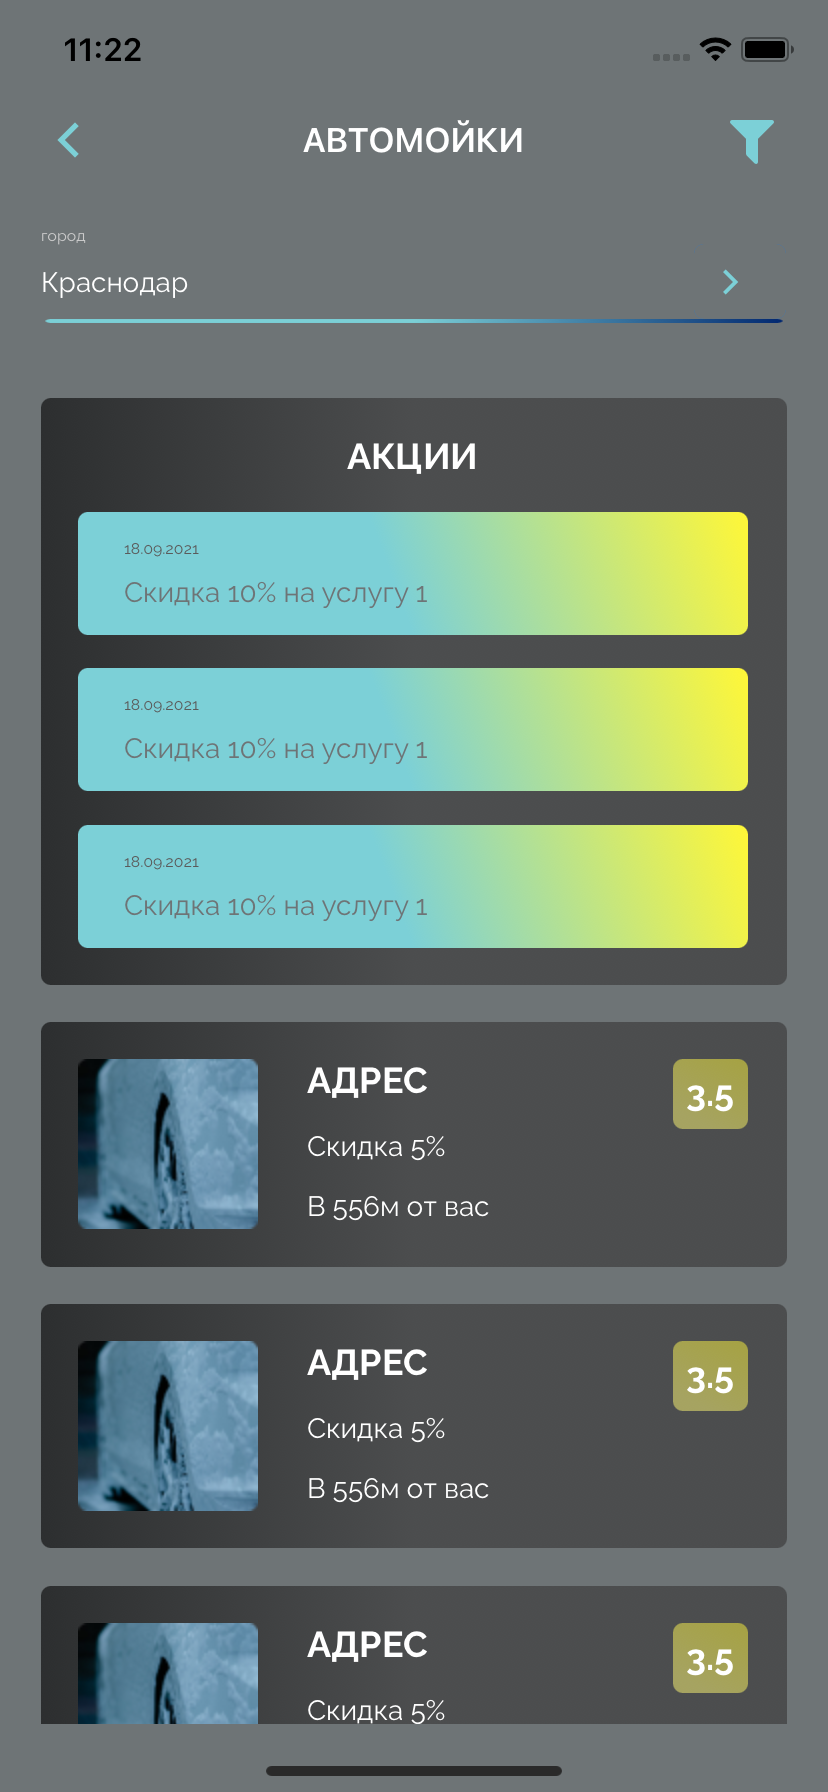 11:22
АВТОМОЙКИ
город
Краснодар
АКЦИИ
18.09.2021
Скидка 10% на услугу 1
18.09.2021
Скидка 10% на услугу 1
18.09.2021
Скидка 10% на услугу 1
АДРЕС
3.5
Скидка 5%
В 556м от вас
АДРЕС
3.5
Скидка 5%
В 556м от вас
АДРЕС
3.5
Скидка 5%